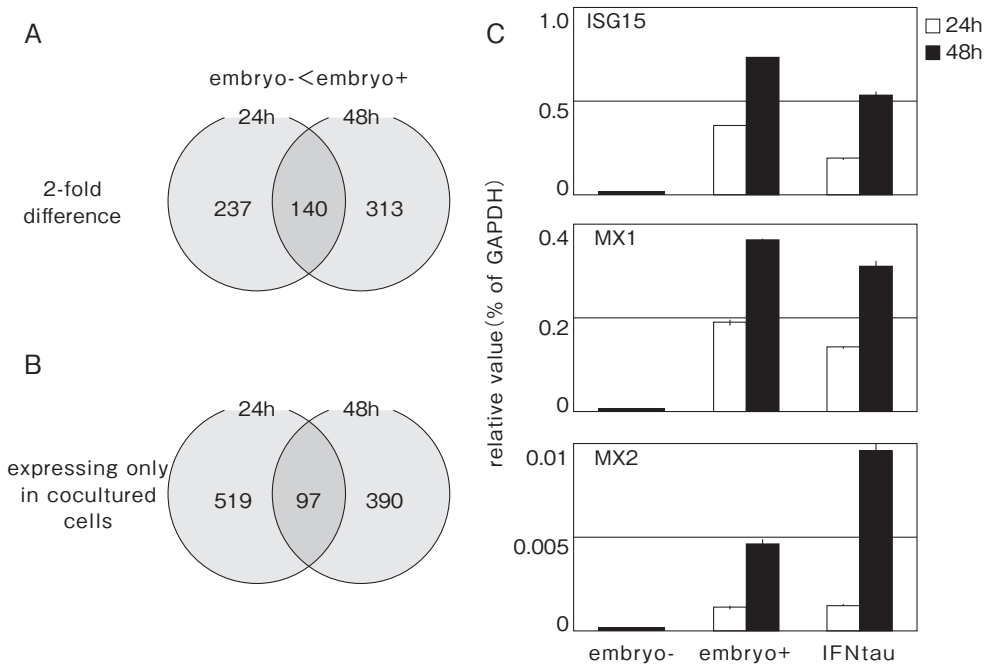 A
embryo-<embryo+
24h 48h
2-fold
difference
237 140 313
B
24h 48h
expressing only
in cocultured
cells
519 97 390
C
relative value(% of GAPDH)
24h
48h
1.0
ISG15
0.5
0
0.4
MX1
0.2
0
0.01
MX2
0.005
0
embryo- embryo+ IFNtau